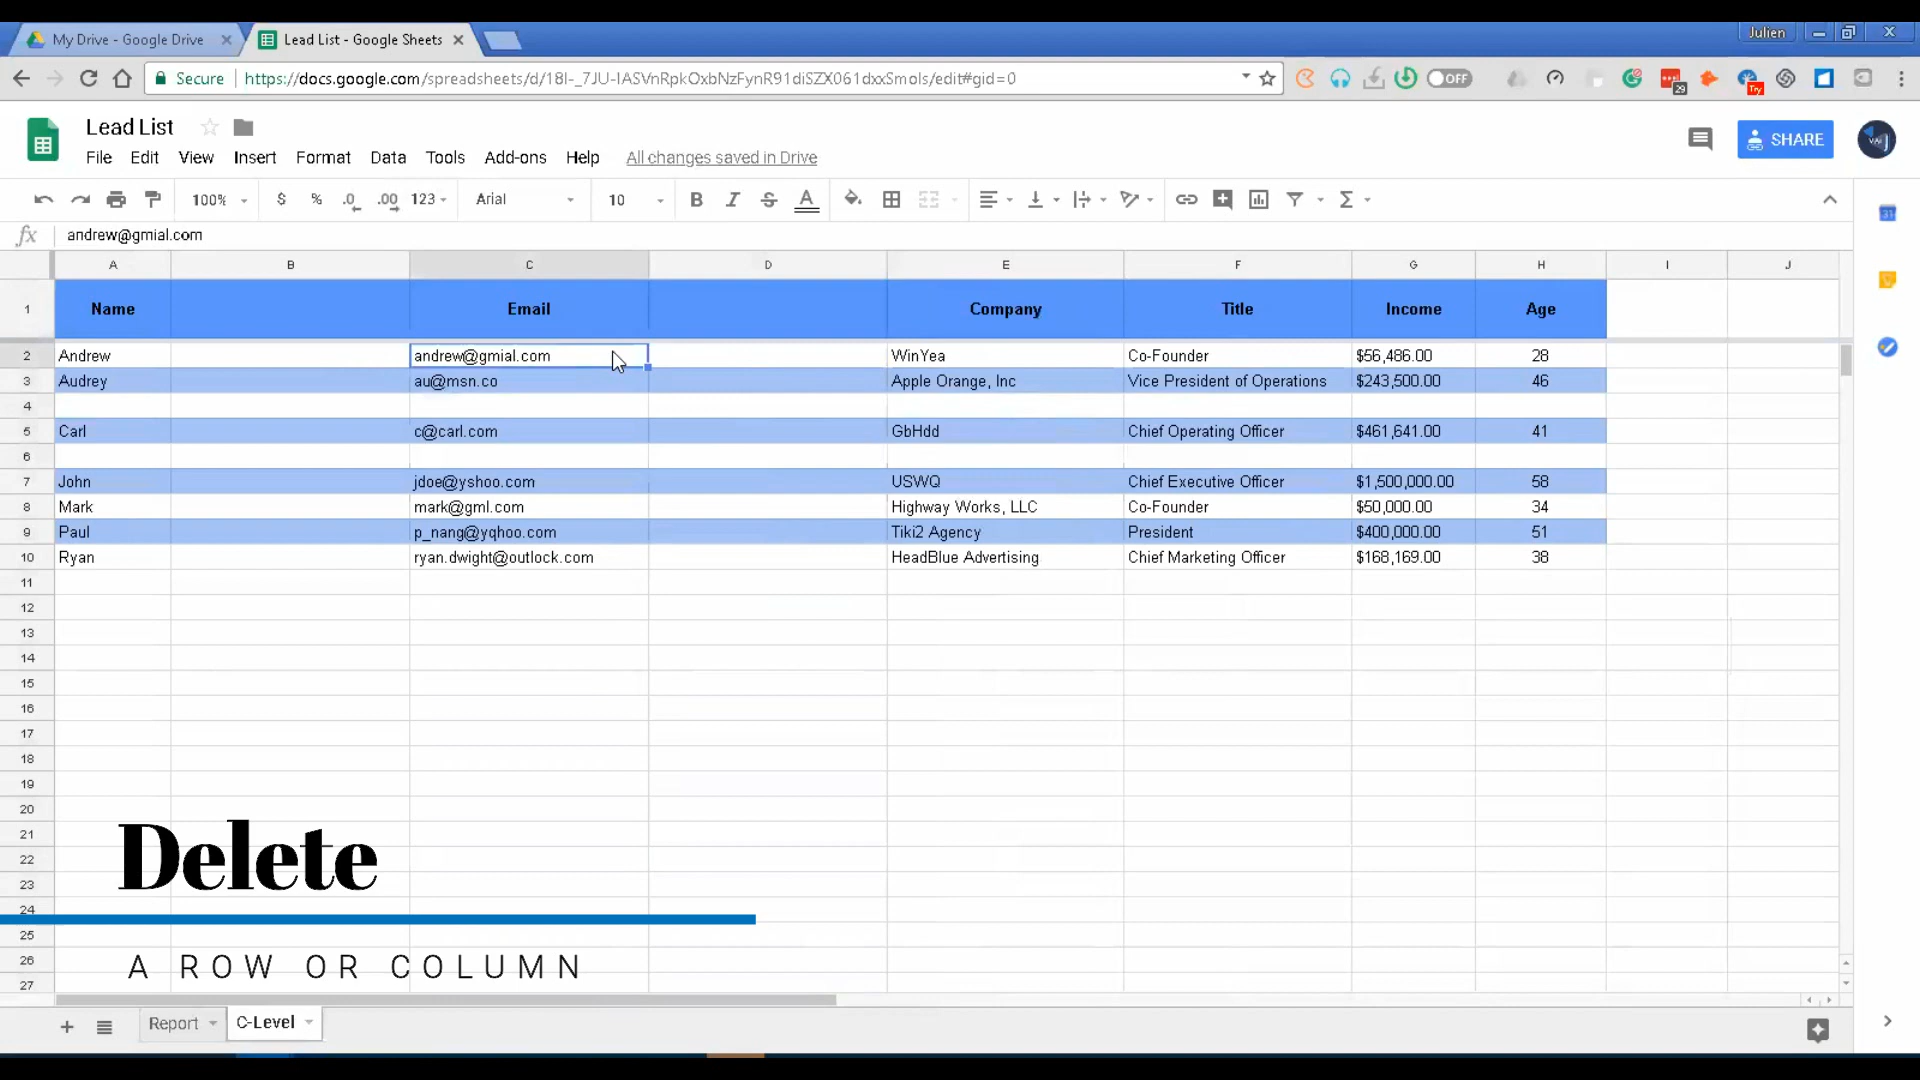 My Drive - Google Drive
Lead List - Google Sheets
Julien
Secure
https://docs.google.com/spreadsheets/d/18I-_7JU-IASVnRpkOxbNzFynR91diSZX061dxxSmols/edit#gid=0
OFF
29
Try
Lead List
File Edit View Insert Format Data Tools Add-ons Help All changes saved in Drive
SHARE
100% $ % .0 .00 123 Arial 10 B I S A
fx andrew@gmial.com
31
A B C D E F G H I J
1 Name Email Company Title Income Age
2 Andrew andrew@gmial.com WinYea Co-Founder $56,486.00 28
3 Audrey au@msn.co Apple Orange, Inc Vice President of Operations $243,500.00 46
4
5 Carl c@carl.com GbHdd Chief Operating Officer $461,641.00 41
6
7 John jdoe@yshoo.com USWQ Chief Executive Officer $1,500,000.00 58
8 Mark mark@gml.com Highway Works, LLC Co-Founder $50,000.00 34
9 Paul p_nang@yqhoo.com Tiki2 Agency President $400,000.00 51
10 Ryan ryan.dwight@outlock.com HeadBlue Advertising Chief Marketing Officer $168,169.00 38
11
12
13
14
15
16
17
18
19
20
21
22
23
24
25
26
27
Delete
A ROW OR COLUMN
Report C-Level